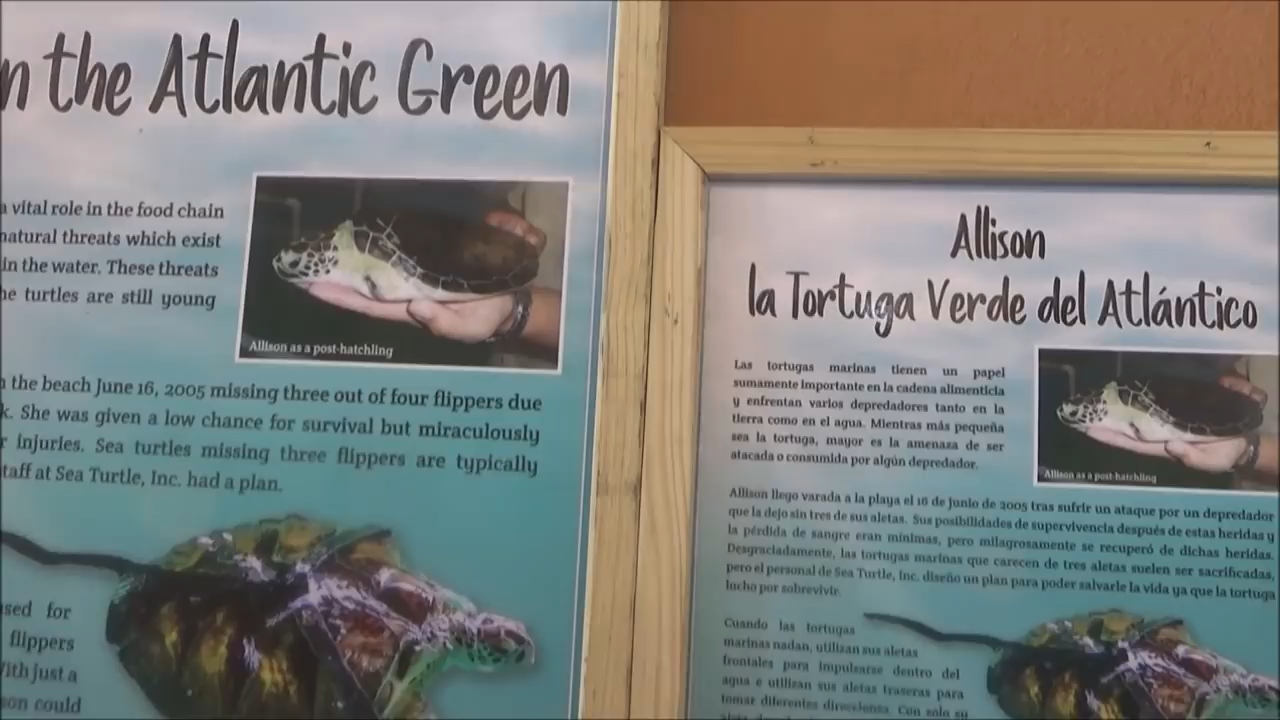 n the Atlantic Green
a vital role in the food chain
natural threats which exist
in the water. These threats
he turtles are still young
Allison as a post-hatchling
the beach June 16, 2005 missing three out of four flippers due
k. She was given a low chance for survival but miraculously
r injuries. Sea turtles missing three flippers are typically
taff at Sea Turtle, Inc. had a plan.
sed for
flippers
With just a
son could
Allison
la Tortuga Verde del Atlántico
Las tortugas marinas tienen un papel
sumamente importante en la cadena alimenticia
y enfrentan varios depredadores tanto en la
tierra como en el agua. Mientras más pequeña
sea la tortuga, mayor es la amenaza de ser
atacada o consumida por algún depredador.
Allison as a post-hatchling
Allison llego varada a la playa el 16 de junio de 2005 tras sufrir un ataque por un depredador
que la dejo sin tres de sus aletas. Sus posibilidades de supervivencia después de estas heridas y
la pérdida de sangre eran mínimas, pero milagrosamente se recuperó de dichas heridas.
Desgraciadamente, las tortugas marinas que carecen de tres aletas suelen ser sacrificadas,
pero el personal de Sea Turtle, Inc. diseño un plan para poder salvarle la vida ya que la tortuga
lucho por sobrevivir.
Cuando las tortugas
marinas nadan, utilizan sus aletas
frontales para impulsarse dentro del
agua e utilizan sus aletas traseras para
tomar diferentes direcciones. Con solo su